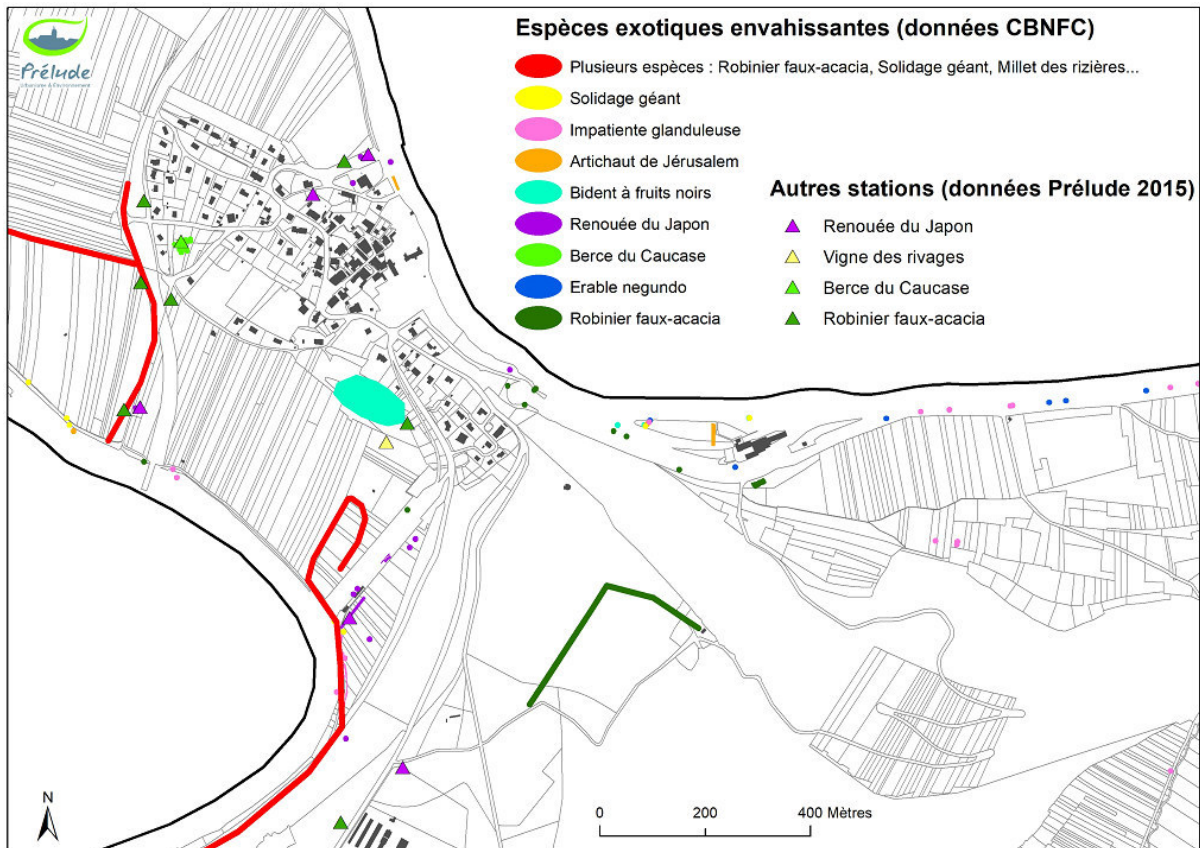 Prélude
Urbanisme & Environnement
Espèces exotiques envahissantes (données CBNFC)
Plusieurs espèces : Robinier faux-acacia, Solidage géant, Millet des rizières...
Solidage géant
Impatiente glanduleuse
Artichaut de Jérusalem
Bident à fruits noirs
Renouée du Japon
Berce du Caucase
Erable negundo
Robinier faux-acacia
Autres stations (données Prélude 2015)
Renouée du Japon
Vigne des rivages
Berce du Caucase
Robinier faux-acacia
N
0 200 400 Mètres